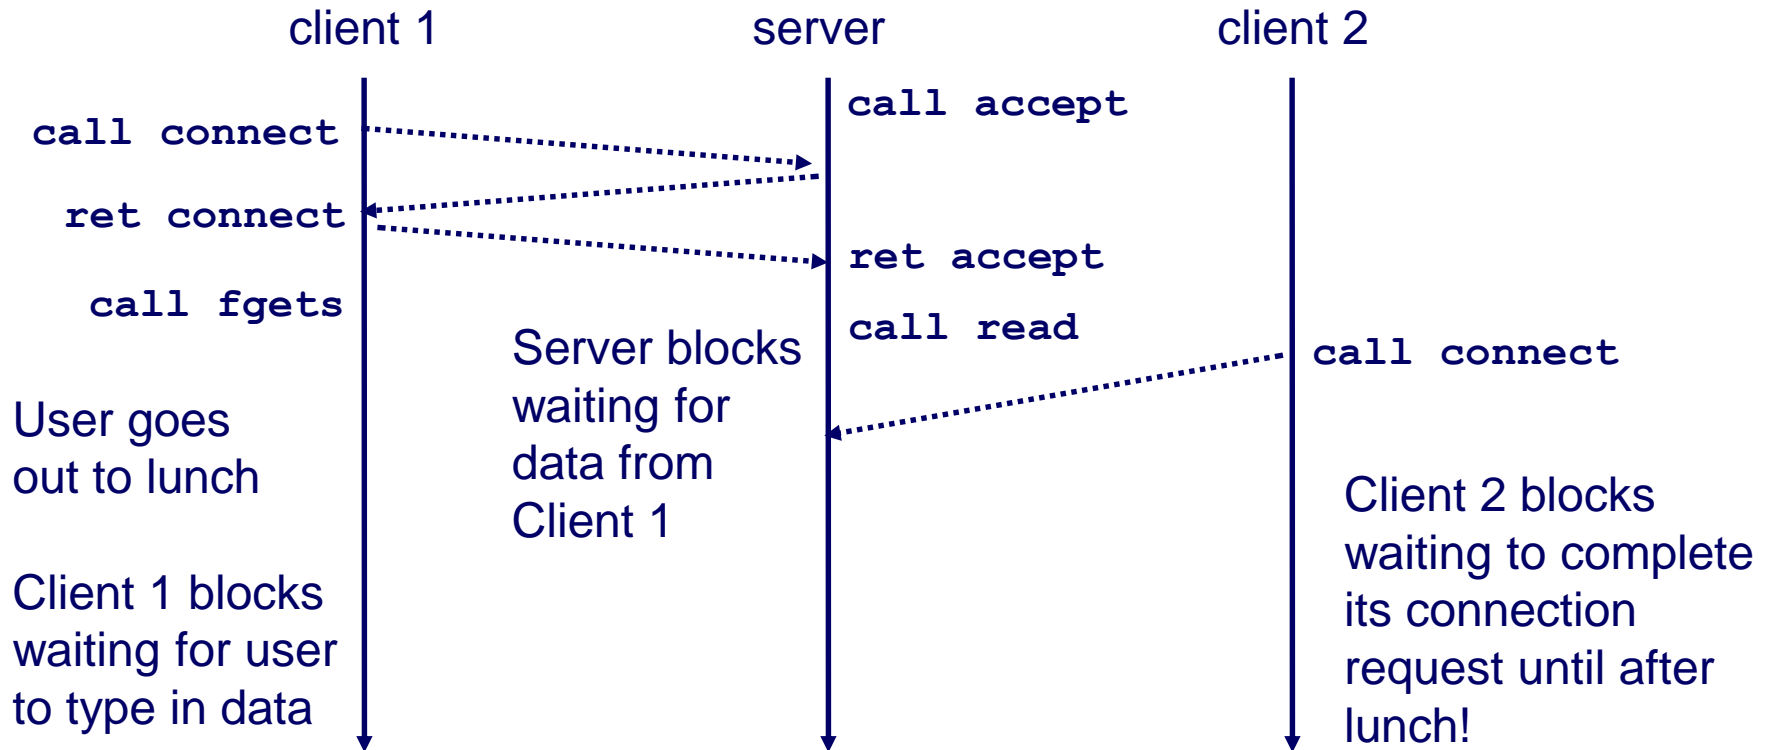 client 1
server
client 2
call accept
call connect
ret connect
ret accept
call fgets
call read
call connect
Server blocks
waiting for
data from
Client 1
User goes
out to lunch
Client 1 blocks
waiting for user
to type in data
Client 2 blocks
waiting to complete
its connection
request until after
lunch!